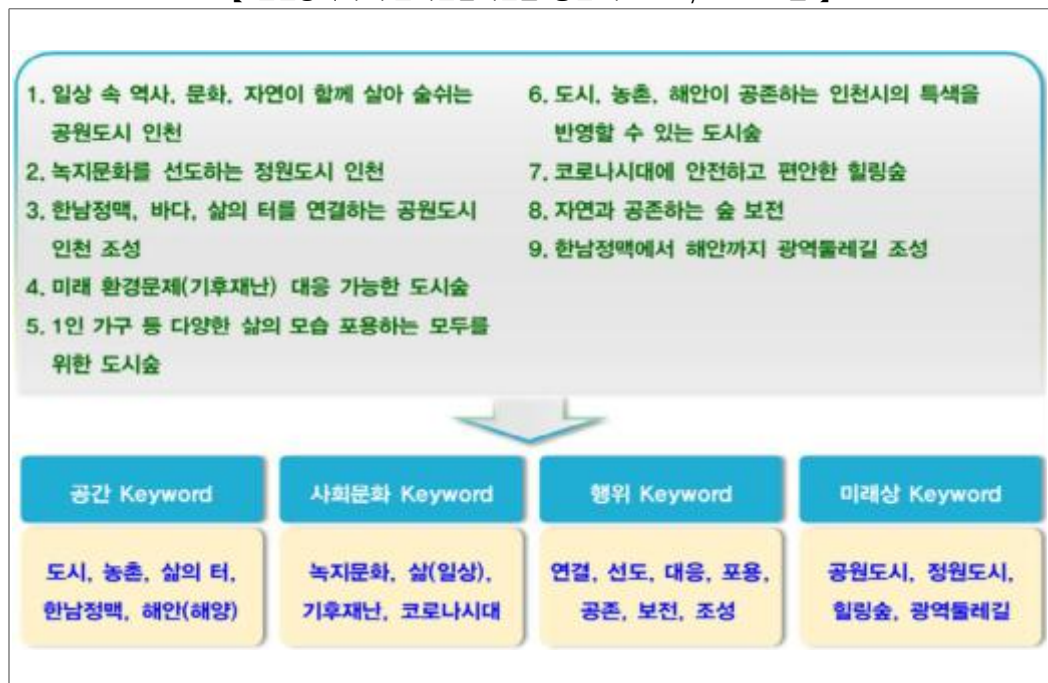 1. 일상 속 역사, 문화, 자연이 함께 살아 숨쉬는
공원도시 인천
2. 녹지문화를 선도하는 정원도시 인천
3. 한남정맥, 바다, 삶의 터를 연결하는 공원도시
인천 조성
4. 미래 환경문제(기후재난) 대응 가능한 도시숲
5. 1인 가구 등 다양한 삶의 모습 포용하는 모두를
위한 도시숲
6. 도시, 농촌, 해안이 공존하는 인천시의 특색을
반영할 수 있는 도시숲
7. 코로나시대에 안전하고 편안한 힐링숲
8. 자연과 공존하는 숲 보전
9. 한남정맥에서 해안까지 광역둘레길 조성
공간 Keyword
도시, 농촌, 삶의 터,
한남정맥, 해안(해양)
사회문화 Keyword
녹지문화, 삶(일상),
기후재난, 코로나시대
행위 Keyword
연결, 선도, 대응, 포용,
공존, 보전, 조성
미래상 Keyword
공원도시, 정원도시,
힐링숲, 광역둘레길